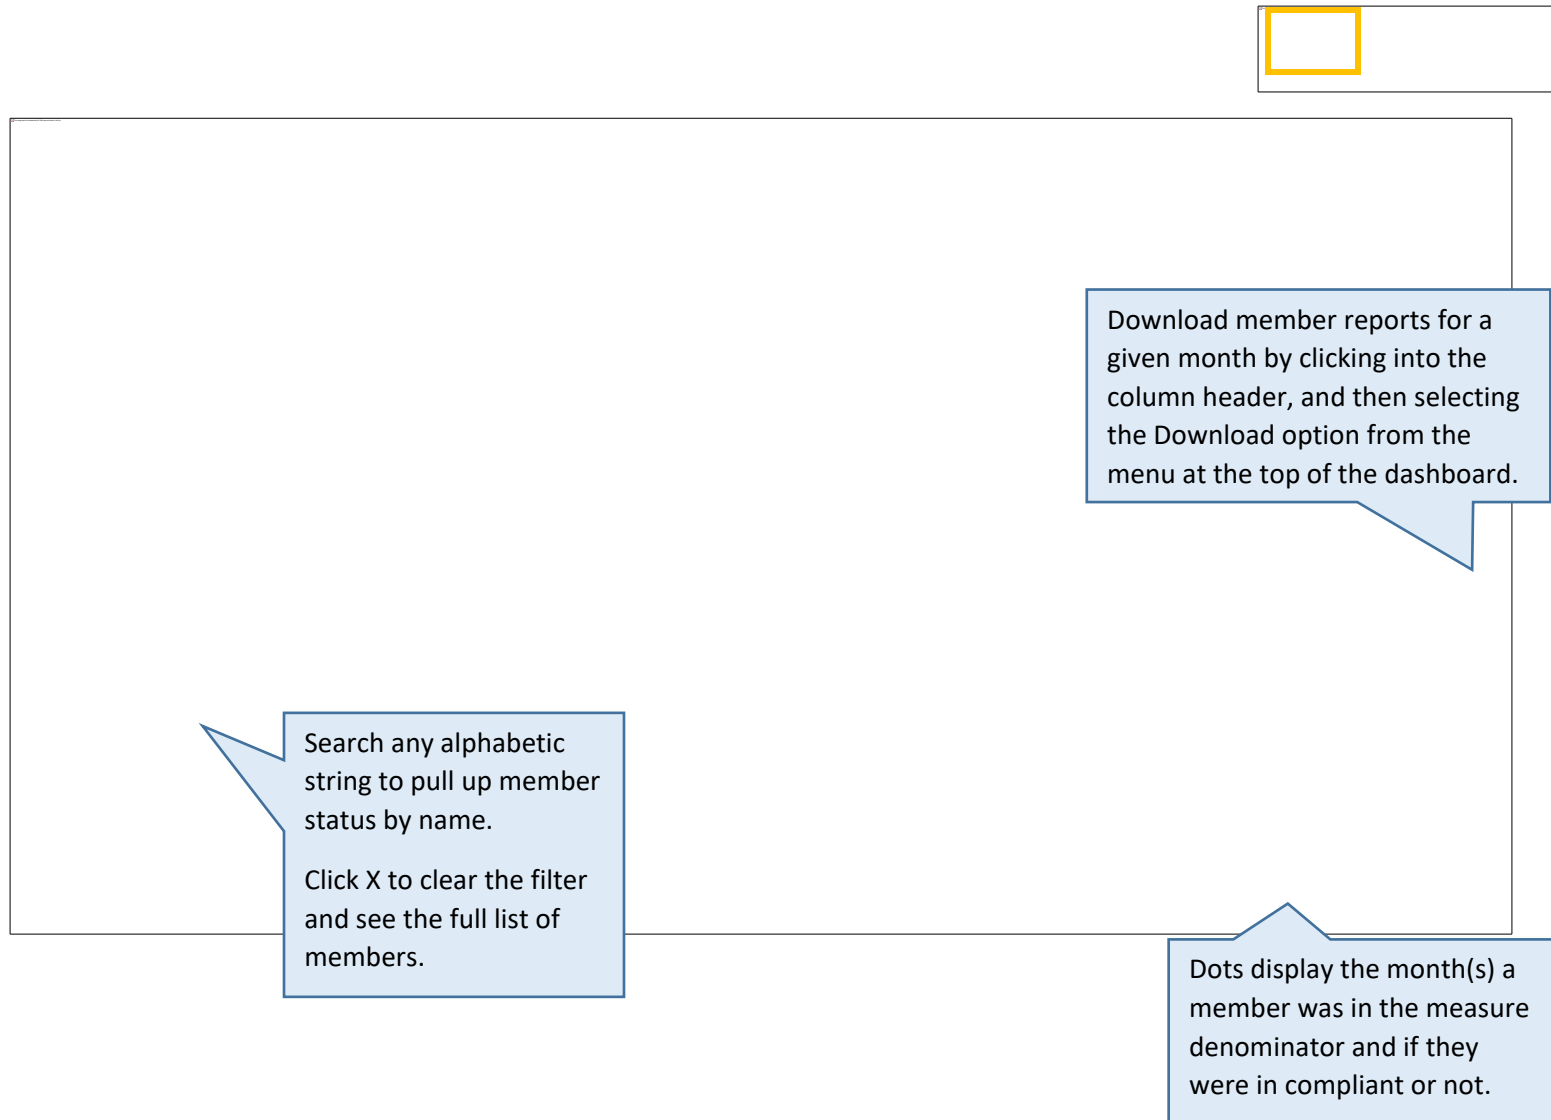 Download member reports for a
given month by clicking into the
column header, and then selecting
the Download option from the
menu at the top of the dashboard.
Search any alphabetic
string to pull up member
status by name.
Click X to clear the filter
and see the full list of
members.
Dots display the month(s) a
member was in the measure
denominator and if they
were in compliant or not.